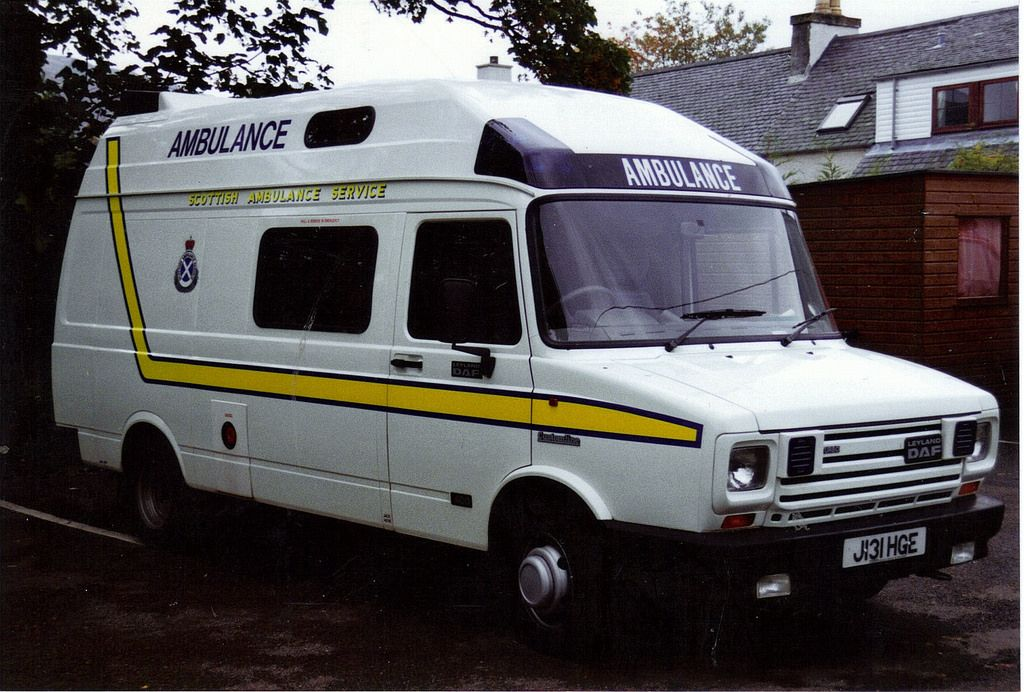 AMBULANCE
AMBULANCE
SCOTTISH AMBULANCE SERVICE
LEYLAND
DAF
LEYLAND
DAF
J131 HGE